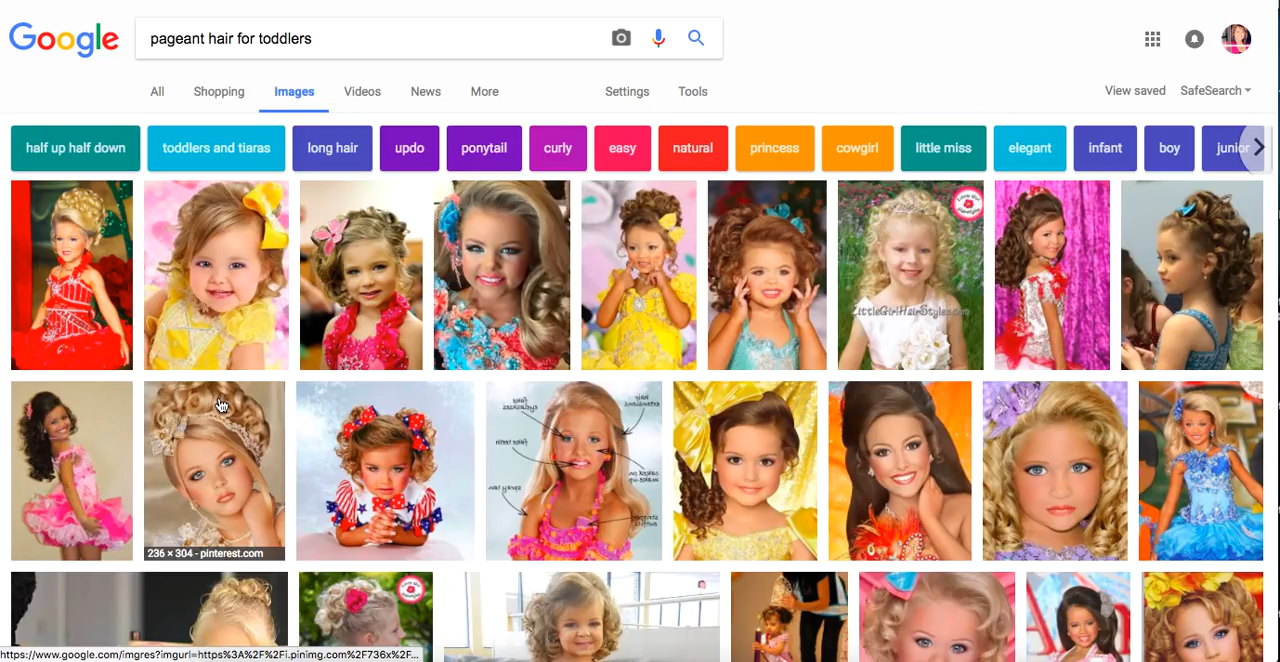 Google
pageant hair for toddlers
All Shopping Images Videos News More Settings Tools View saved SafeSearch
half up half down toddlers and tiaras long hair updo ponytail curly easy natural princess cowgirl little miss elegant infant boy junior
LittleGirlHairStyles.com
236 × 304 - pinterest.com
https://www.google.com/imgres?imgurl=https%3A%2F%2Fi.pinimg.com%2F736x%2F...